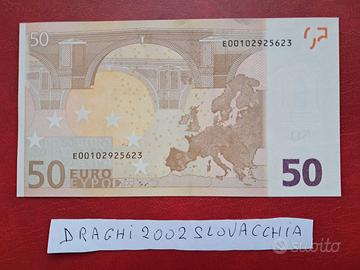 50
E00102925623
E00102925623
50 EURO
ΕΥΡΩ
50
DRAGHI 2002 SLOVACCHIA
subito